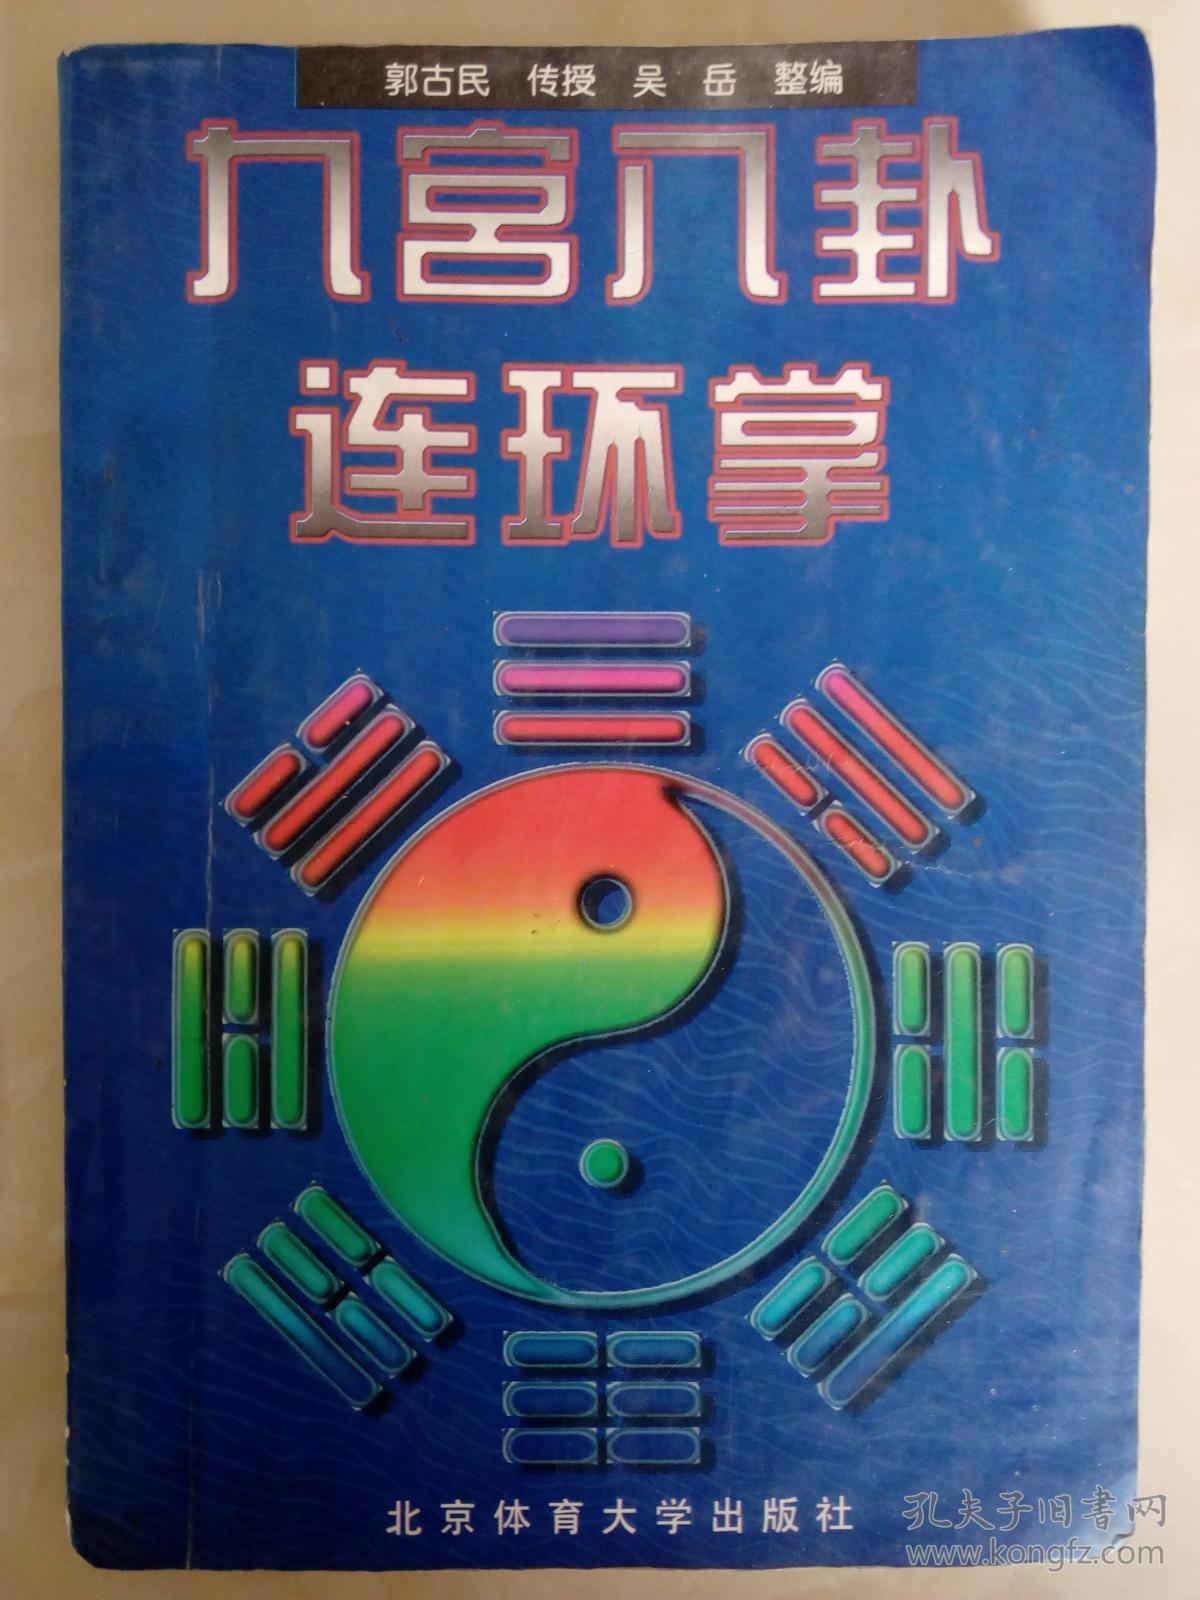 郭古民 传授 吴岳 整编
九宫八卦
连环掌
北京体育大学出版社
孔夫子旧书网
www.kongfz.com